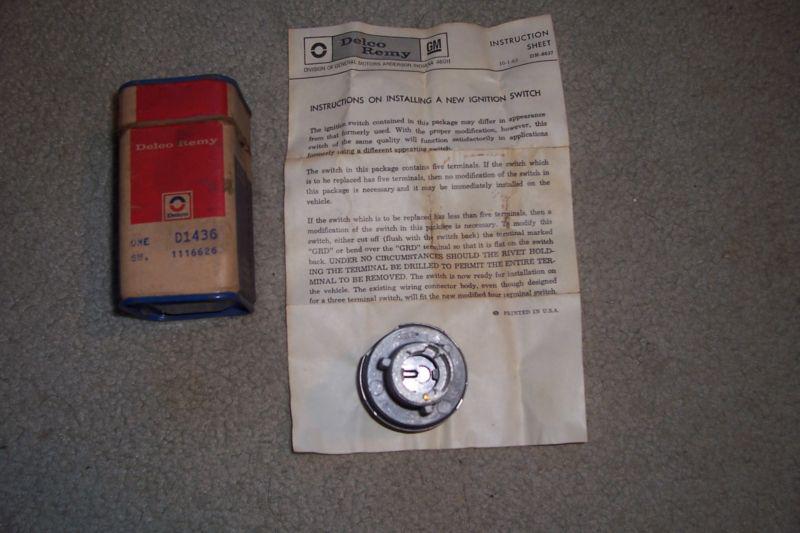 Delco Remy
Delco
ONE D1436
SW. 1116626
Delco
Remy
GM
DIVISION OF GENERAL MOTORS ANDERSON INDIANA 46011
INSTRUCTION
SHEET
INSTRUCTIONS ON INSTALLING A NEW IGNITION SWITCH
The ignition switch contained in this package may differ in appearance
from that formerly used. With the proper modification, however, this
switch of the same quality will function satisfactorily in applications
formerly using a different appearing switch.
The switch in this package contains five terminals. If the switch which
is to be replaced has five terminals, then no modification of the switch in
this package is necessary and it may be immediately installed on the
vehicle.
If the switch which is to be replaced has less than five terminals, then a
modification of the switch in this package is necessary. To modify this
switch, either cut off (flush with the switch back) the terminal marked
"GRD" or bend over the "GRD" terminal so that it is flat on the switch
back. UNDER NO CIRCUMSTANCES SHOULD THE RIVET HOLD-
ING THE TERMINAL BE DRILLED TO PERMIT THE ENTIRE TER-
MINAL TO BE REMOVED. The switch is now ready for installation on
the vehicle. The existing wiring connector body, even though designed
for a three terminal switch, will fit the new modified four terminal switch.
PRINTED IN U.S.A.